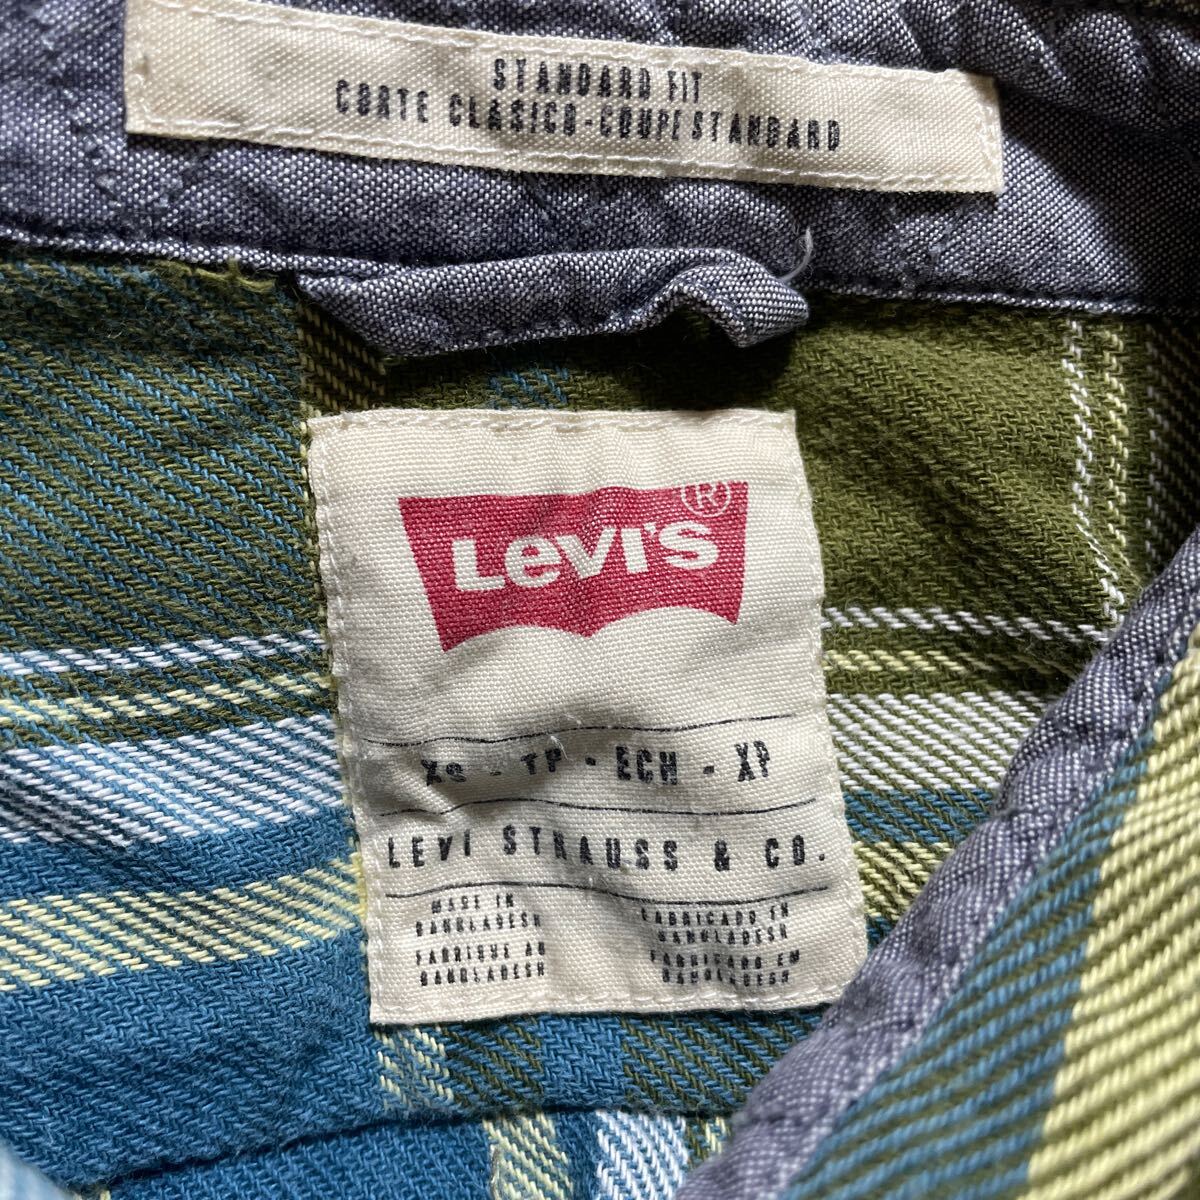 STANDARD FIT
CORTE CLASICO-COUPE STANDARD
Levi's®
XS - TP - ECH - XP
LEVI STRAUSS & CO.
MADE IN
BANGLADESH
FABRIQUE AU
BANGLADESH
FABRICADO EN
BANGLADESH
FABRICADO EM
BANGLADESH